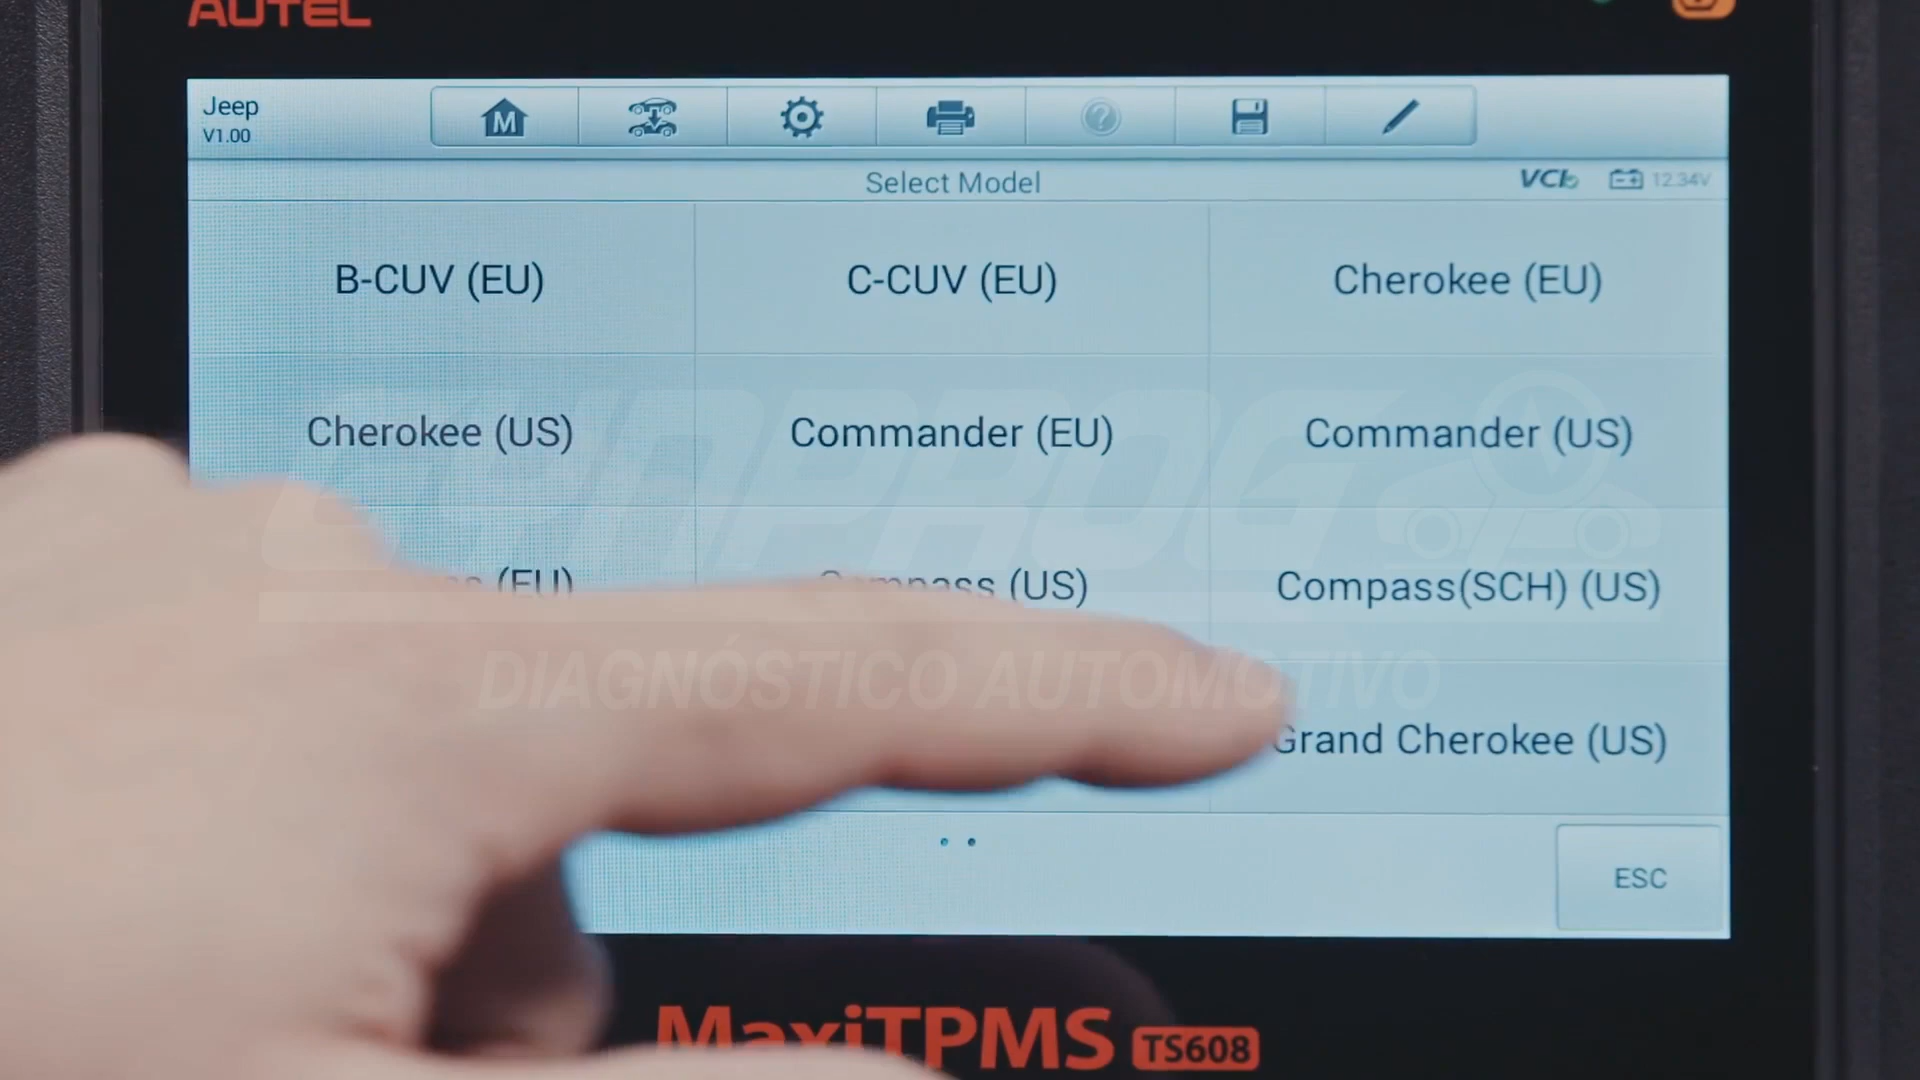 AUTEL
Jeep
V1.00
M
Select Model
VCI
12.34V
B-CUV (EU)
C-CUV (EU)
Cherokee (EU)
Cherokee (US)
Commander (EU)
Commander (US)
(EU)
Compass (US)
Compass(SCH) (US)
DIAGNÓSTICO AUTOMOTIVO
Grand Cherokee (US)
ESC
MaxiTPMS TS608